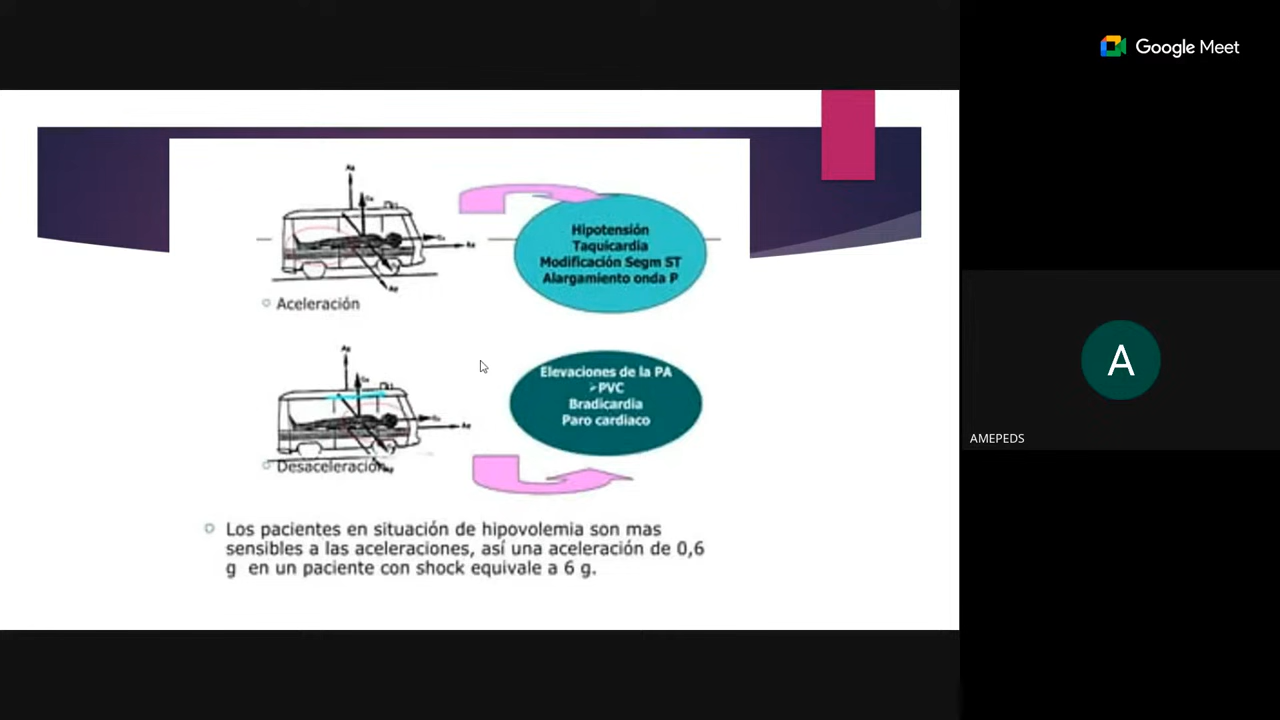 Google Meet
Hipotensión
Taquicardia
Modificación Segm ST
Alargamiento onda P
Aceleración
Elevaciones de la PA
➢PVC
Bradicardia
Paro cardiaco
Desaceleración
Los pacientes en situación de hipovolemia son mas
sensibles a las aceleraciones, así una aceleración de 0,6
g en un paciente con shock equivale a 6 g.
A
AMEPEDS